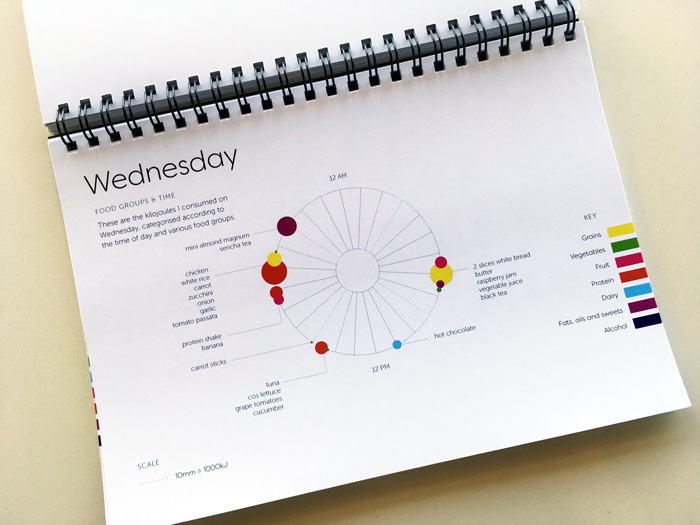 Wednesday
FOOD GROUPS & TIME
These are the kilojoules I consumed on
Wednesday, categorised according to
the time of day and various food groups.
12 AM
mini almond magnum
sencha tea
chicken
white rice
carrot
zucchini
onion
garlic
tomato passata
protein shake
banana
carrot sticks
tuna
cos lettuce
grape tomatoes
cucumber
12 PM
hot chocolate
2 slices white bread
butter
raspberry jam
vegetable juice
black tea
KEY
Grains
Vegetables
Fruit
Protein
Dairy
Fats, oils and sweets
Alcohol
SCALE
10mm = 1000kJ